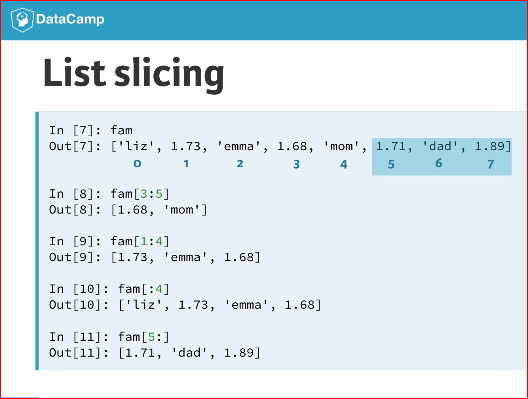 DataCamp
List slicing
In [7]: fam
Out[7]: ['liz', 1.73, 'emma', 1.68, 'mom', 1.71, 'dad', 1.89]
0 1 2 3 4 5 6 7
In [8]: fam[3:5]
Out[8]: [1.68, 'mom']
In [9]: fam[1:4]
Out[9]: [1.73, 'emma', 1.68]
In [10]: fam[:4]
Out[10]: ['liz', 1.73, 'emma', 1.68]
In [11]: fam[5:]
Out[11]: [1.71, 'dad', 1.89]